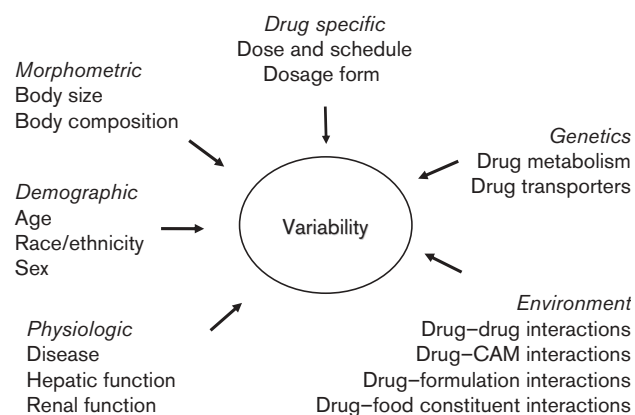 Drug specific
Dose and schedule
Dosage form
Morphometric
Body size
Body composition
Genetics
Drug metabolism
Drug transporters
Demographic
Age
Race/ethnicity
Sex
Variability
Physiologic
Disease
Hepatic function
Renal function
Environment
Drug–drug interactions
Drug–CAM interactions
Drug–formulation interactions
Drug–food constituent interactions